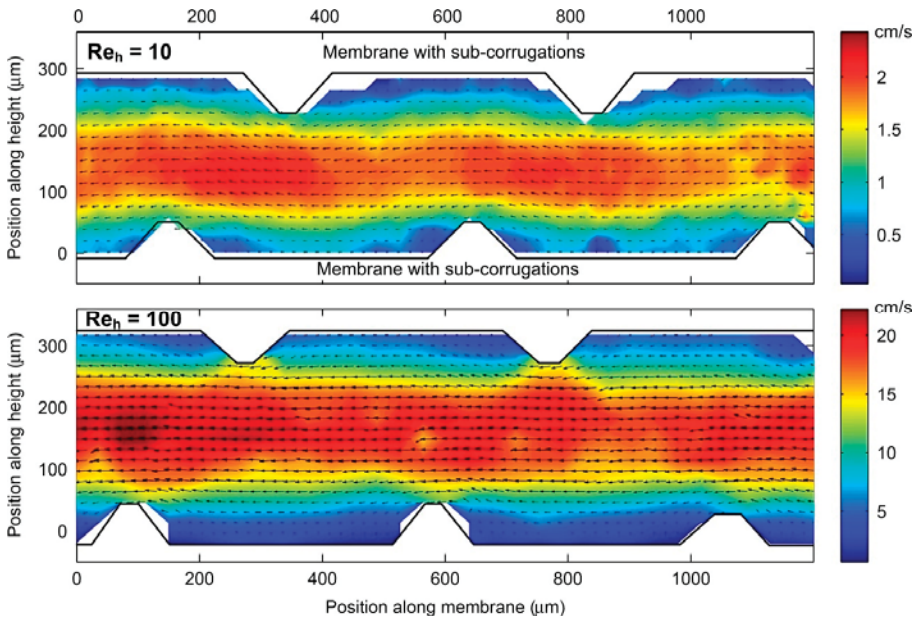 0 200 400 600 800 1000
cm/s
Re_h = 10
Membrane with sub-corrugations
300
200
100
0
Position along height (μm)
2
1.5
1
0.5
Membrane with sub-corrugations
cm/s
Re_h = 100
300
200
100
0
Position along height (μm)
20
15
10
5
0 200 400 600 800 1000
Position along membrane (μm)